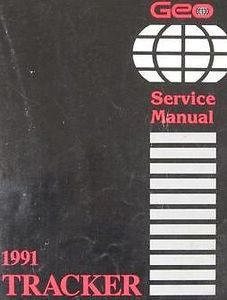 Geo
Service
Manual
1991
TRACKER